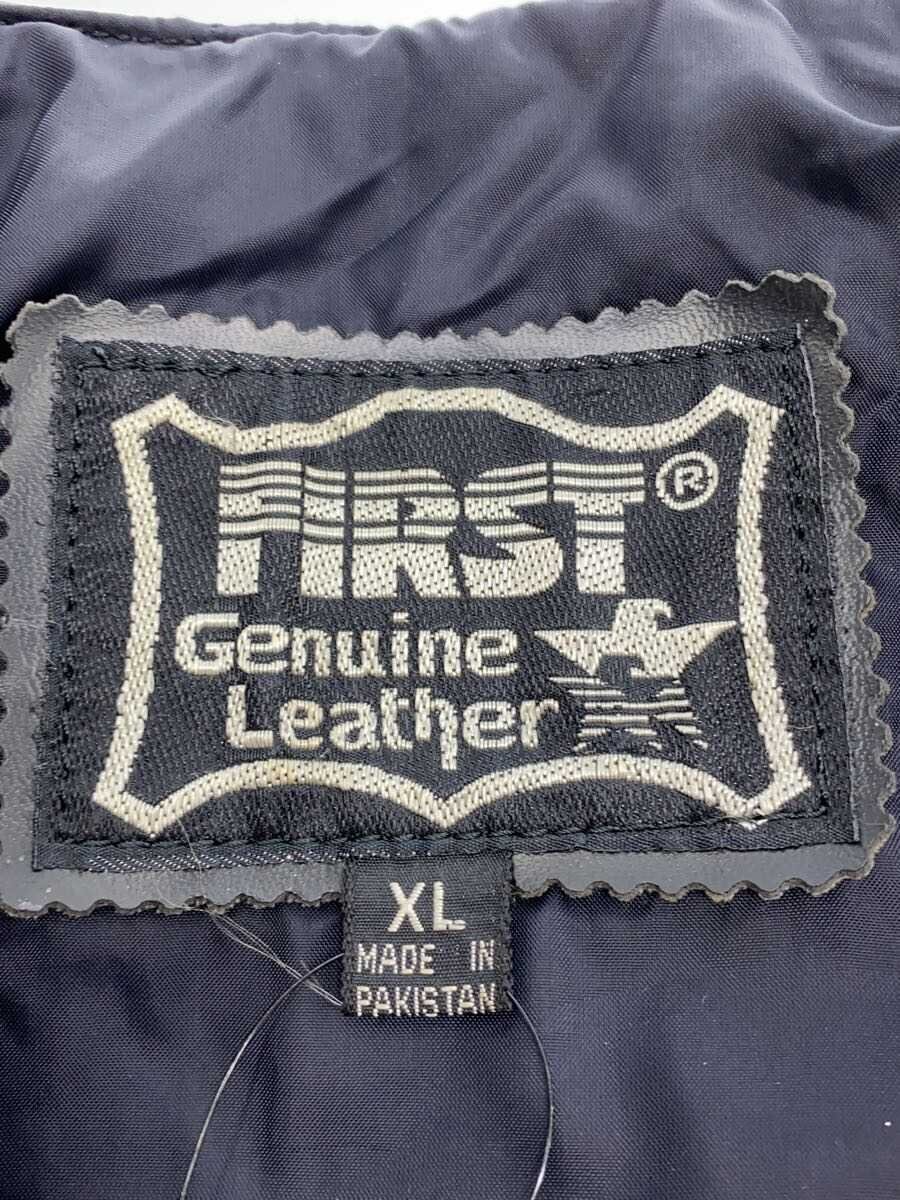 FIRST®
Genuine
Leather
XL
MADE IN
PAKISTAN